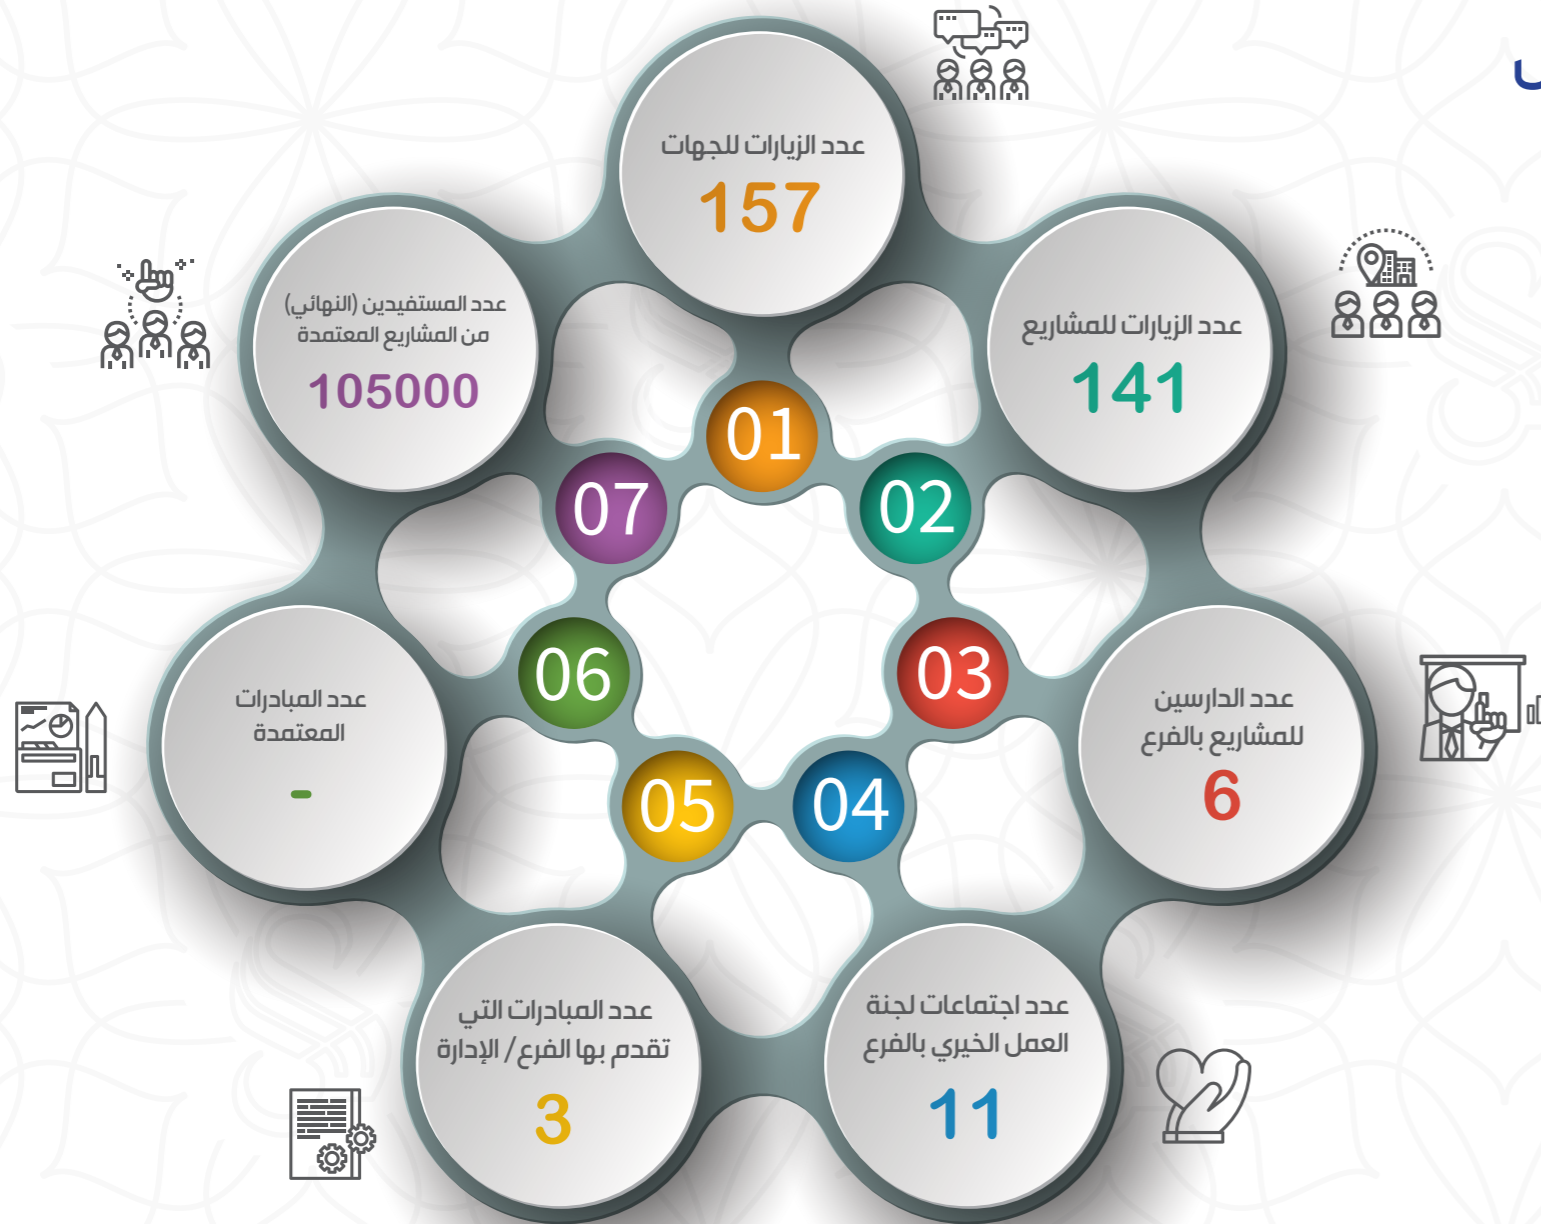 عدد الزيارات للجهات
157
01
عدد الزيارات للمشاريع
141
02
عدد الدارسين
للمشاريع بالفرع
6
03
عدد اجتماعات لجنة
العمل الخيري بالفرع
11
04
عدد المبادرات التي
تقدم بها الفرع/ الإدارة
3
05
عدد المبادرات
المعتمدة
-
06
عدد المستفيدين (النهائي)
من المشاريع المعتمدة
105000
07